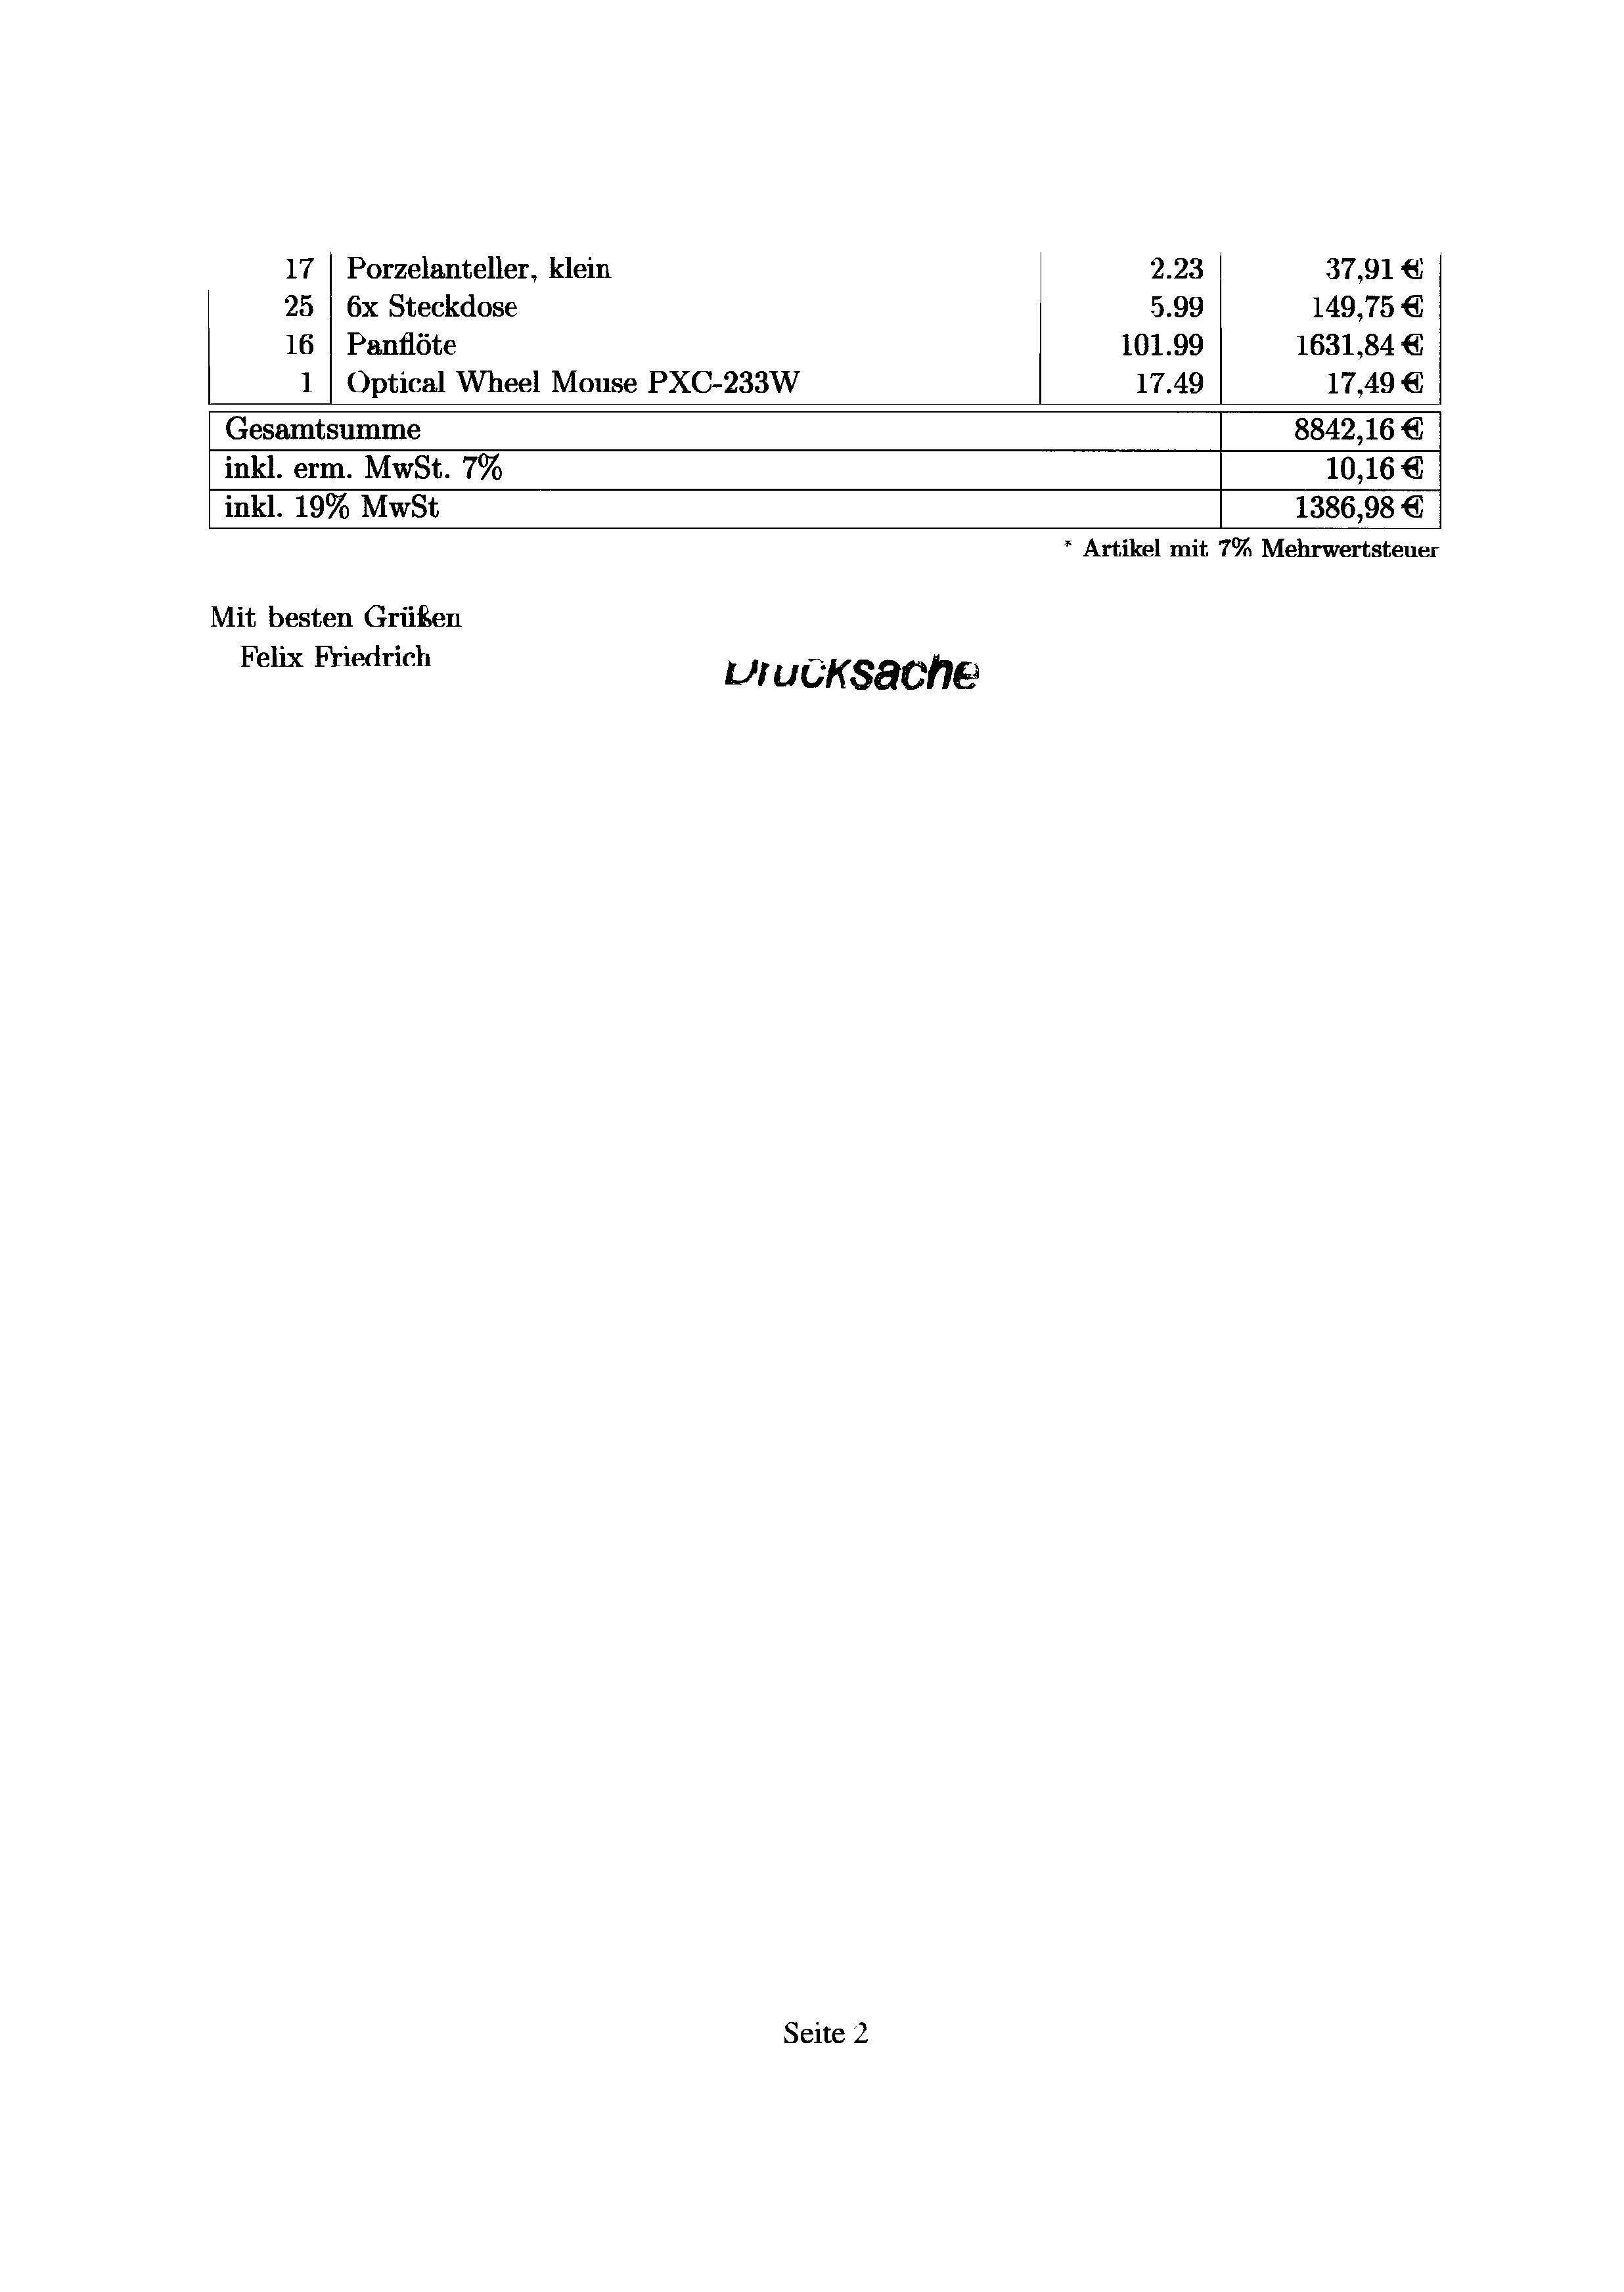 17 Porzelanteller, klein 2.23 37,91 €
25 6x Steckdose 5.99 149,75 €
16 Panflöte 101.99 1631,84 €
1 Optical Wheel Mouse PXC-233W 17.49 17,49 €
Gesamtsumme 8842,16 €
inkl. erm. MwSt. 7% 10,16 €
inkl. 19% MwSt 1386,98 €
* Artikel mit 7% Mehrwertsteuer
Mit besten Grüßen
Felix Friedrich
Drucksache
Seite 2